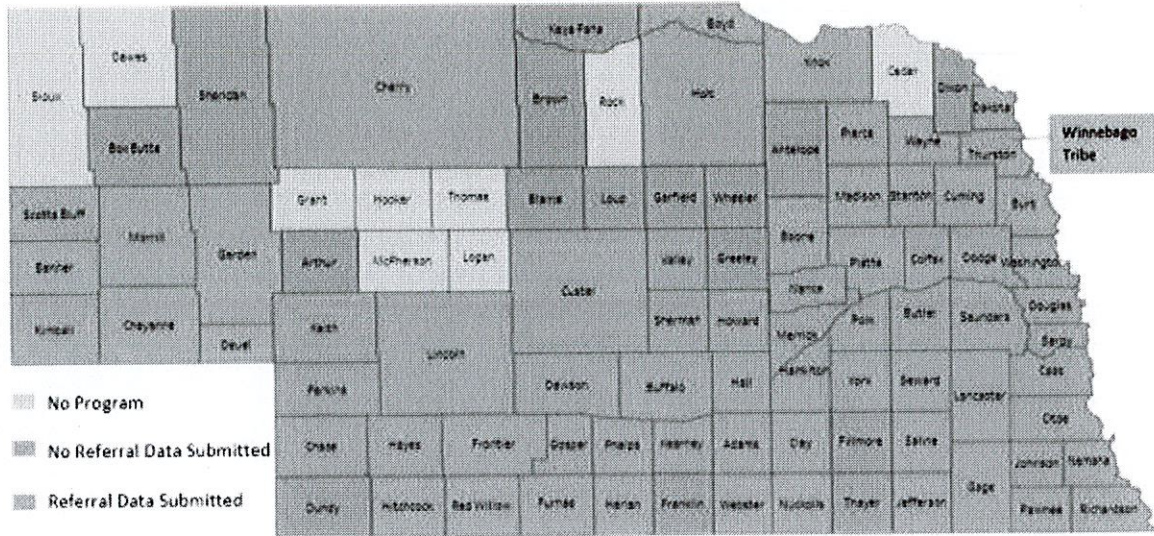 Keya Paha
Boyd
Dawes
Knox
Cedar
Sioux
Sheridan
Cherry
Brown
Rock
Holt
Dixon
Dakota
Box Butte
Antelope
Pierce
Wayne
Thurston
Winnebago
Tribe
Grant
Hooker
Thomas
Blaine
Loup
Garfield
Wheeler
Madison
Stanton
Cuming
Burt
Scotts Bluff
Morrill
Garden
Arthur
McPherson
Logan
Boone
Banner
Custer
Valley
Greeley
Platte
Colfax
Dodge
Washington
Nance
Kimball
Cheyenne
Deuel
Keith
Lincoln
Sherman
Howard
Merrick
Polk
Butler
Saunders
Douglas
Sarpy
Perkins
Dawson
Buffalo
Hall
Hamilton
York
Seward
Lancaster
Cass
No Program
Otoe
No Referral Data Submitted
Chase
Hayes
Frontier
Gosper
Phelps
Kearney
Adams
Clay
Fillmore
Saline
Gage
Johnson
Nemaha
Referral Data Submitted
Dundy
Hitchcock
Red Willow
Furnas
Harlan
Franklin
Webster
Nuckolls
Thayer
Jefferson
Pawnee
Richardson